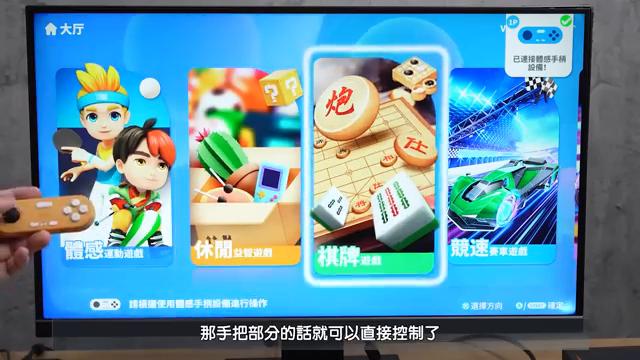 大厅
1P
已連接體感手柄
設備!
? ?
炮
仕
體感運動遊戲
休閒益智遊戲
棋牌遊戲
競速賽車遊戲
請橫握使用體感手柄設備進行操作
選擇方向
確定
那手把部分的話就可以直接控制了